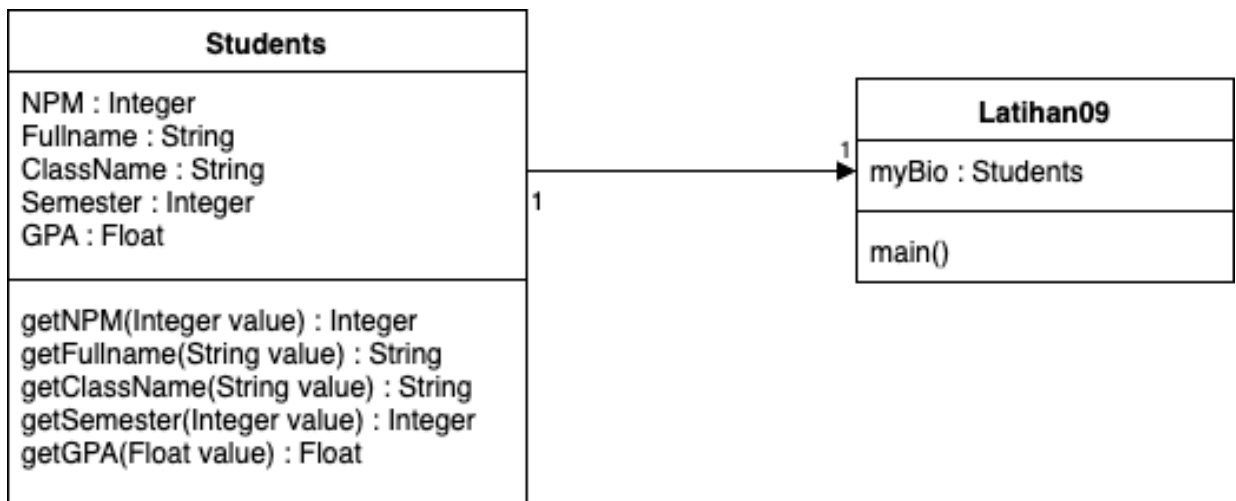 Students
NPM : Integer
Fullname : String
ClassName : String
Semester : Integer
GPA : Float
getNPM(Integer value) : Integer
getFullname(String value) : String
getClassName(String value) : String
getSemester(Integer value) : Integer
getGPA(Float value) : Float
1
1
Latihan09
myBio : Students
main()